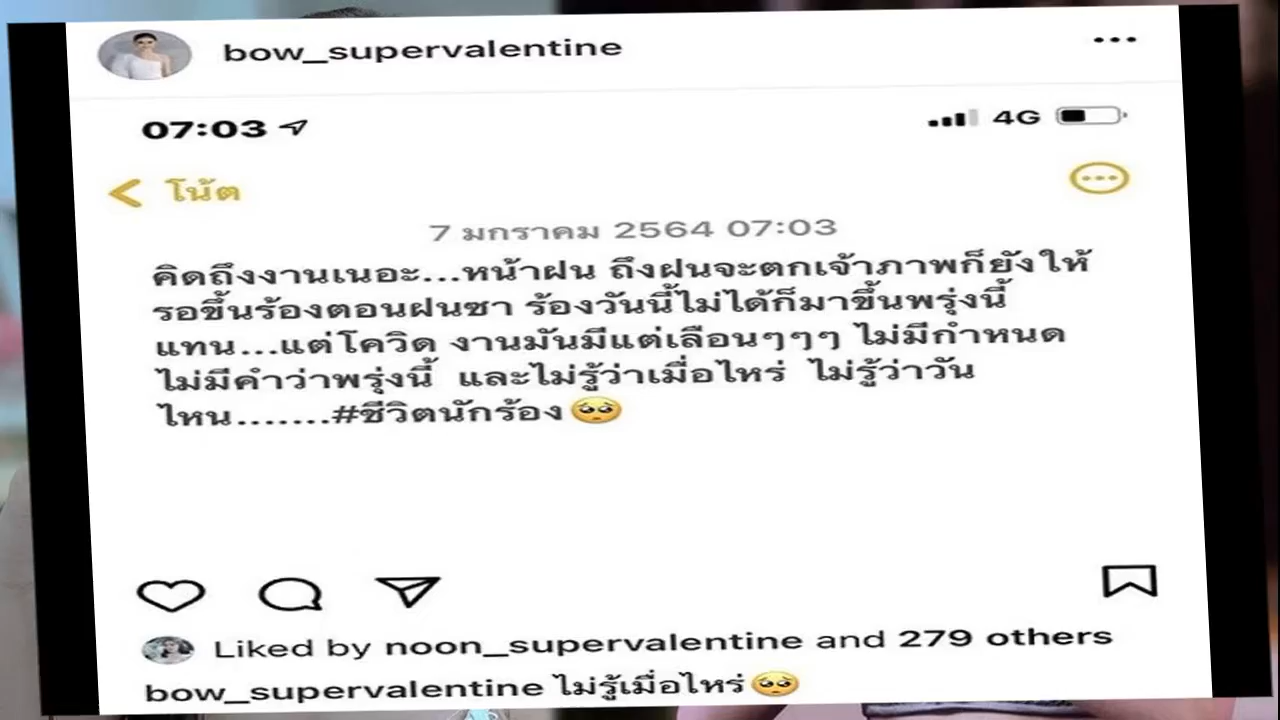 bow_supervalentine
07:03
4G
โน้ต
7 มกราคม 2564 07:03
คิดถึงงานเนอะ...หน้าฝน ถึงฝนจะตกเจ้าภาพก็ยังให้
รอขึ้นร้องตอนฝนซา ร้องวันนี้ไม่ได้ก็มาขึ้นพรุ่งนี้
แทน...แต่โควิด งานมันมีแต่เลือนๆๆๆ ไม่มีกำหนด
ไม่มีคำว่าพรุ่งนี้ และไม่รู้ว่าเมื่อไหร่ ไม่รู้ว่าวัน
ไหน.......#ชีวิตนักร้อง🥺
Liked by noon_supervalentine and 279 others
bow_supervalentine ไม่รู้เมื่อไหร่🥺